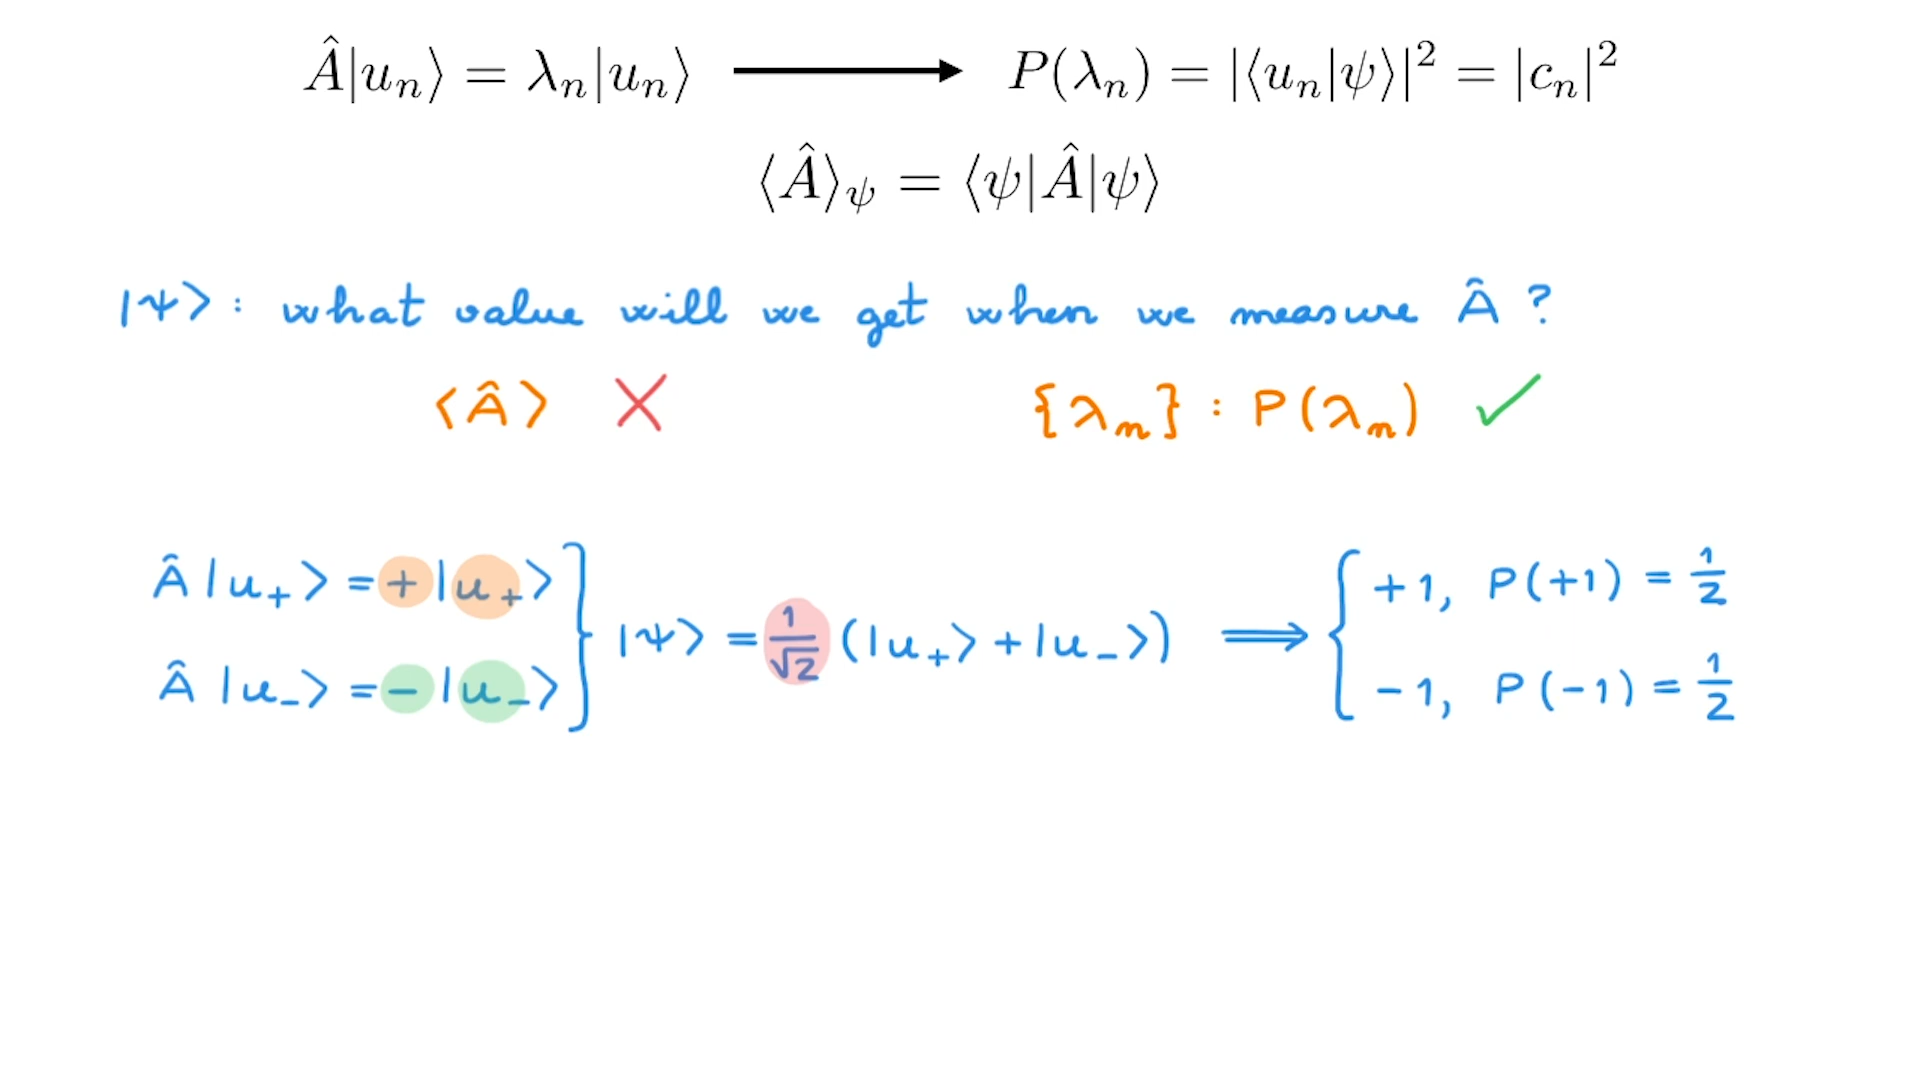 Â|uₙ⟩ = λₙ|uₙ⟩ ⟶ P(λₙ) = |⟨uₙ|ψ⟩|² = |cₙ|²
⟨Â⟩_ψ = ⟨ψ|Â|ψ⟩
|ψ⟩ : what value will we get when we measure Â ?
⟨Â⟩ ✗ {λₙ} : P(λₙ) ✓
Â|u₊⟩ = +|u₊⟩
Â|u₋⟩ = -|u₋⟩
} |ψ⟩ = 1/√2 (|u₊⟩ + |u₋⟩) ⟹ {
+1, P(+1) = 1/2
-1, P(-1) = 1/2